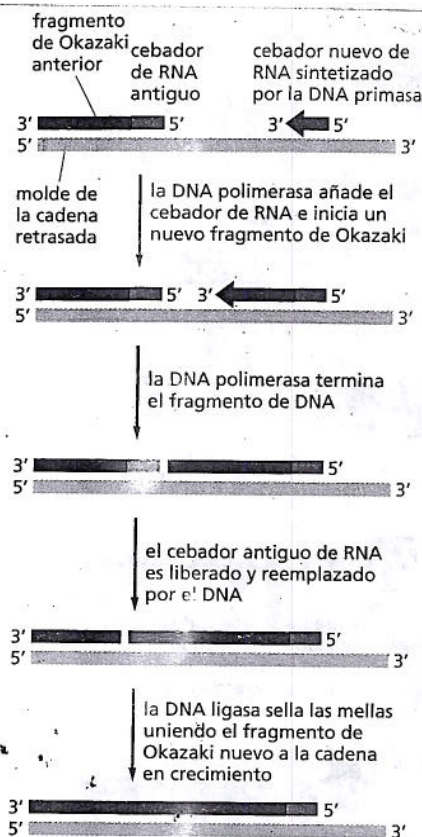 fragmento
de Okazaki
anterior
cebador
de RNA
antiguo
cebador nuevo de
RNA sintetizado
por la DNA primasa
3' 5' 3' 5'
5' 3'
molde de
la cadena
retrasada
la DNA polimerasa añade el
cebador de RNA e inicia un
nuevo fragmento de Okazaki
3' 5' 3' 5'
5' 3'
la DNA polimerasa termina
el fragmento de DNA
3' 5'
5' 3'
el cebador antiguo de RNA
es liberado y reemplazado
por el DNA
3' 5'
5' 3'
la DNA ligasa sella las mellas
uniendo el fragmento de
Okazaki nuevo a la cadena
en crecimiento
3' 5'
5' 3'